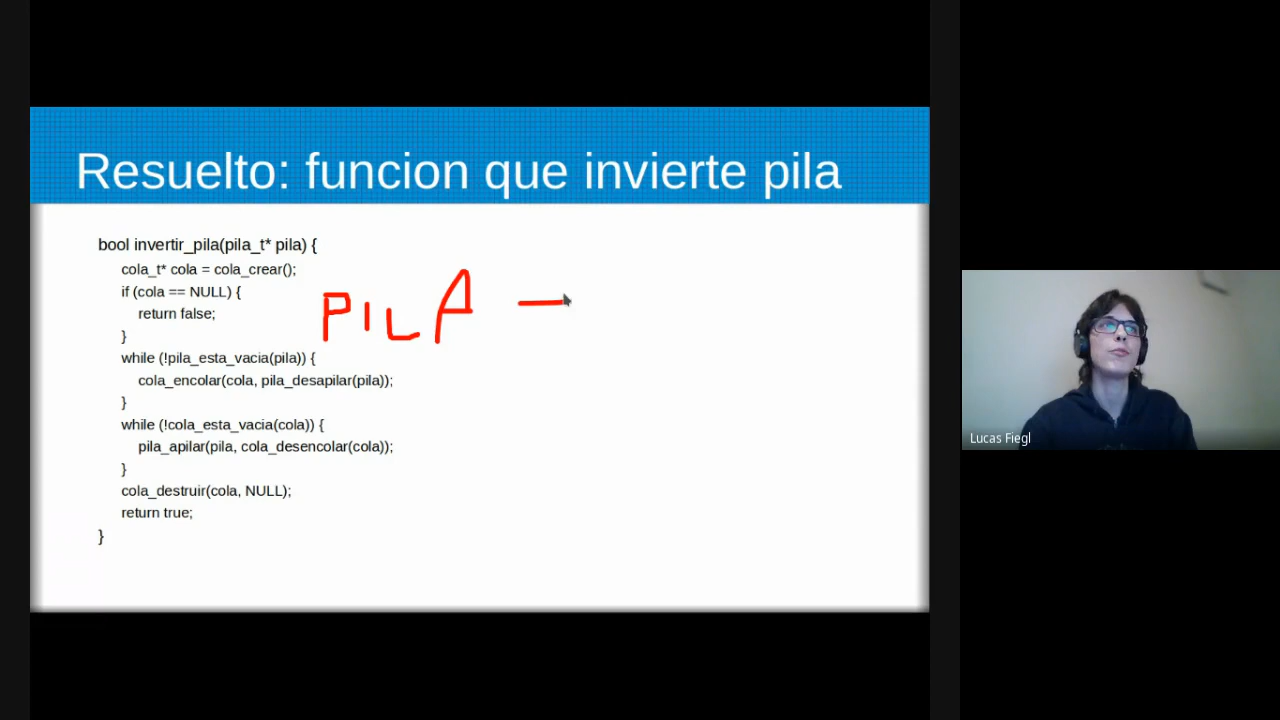 Resuelto: funcion que invierte pila
bool invertir_pila(pila_t* pila) {
cola_t* cola = cola_crear();
if (cola == NULL) {
return false;
}
while (!pila_esta_vacia(pila)) {
cola_encolar(cola, pila_desapilar(pila));
}
while (!cola_esta_vacia(cola)) {
pila_apilar(pila, cola_desencolar(cola));
}
cola_destruir(cola, NULL);
return true;
}
PILA —
Lucas Fiegl